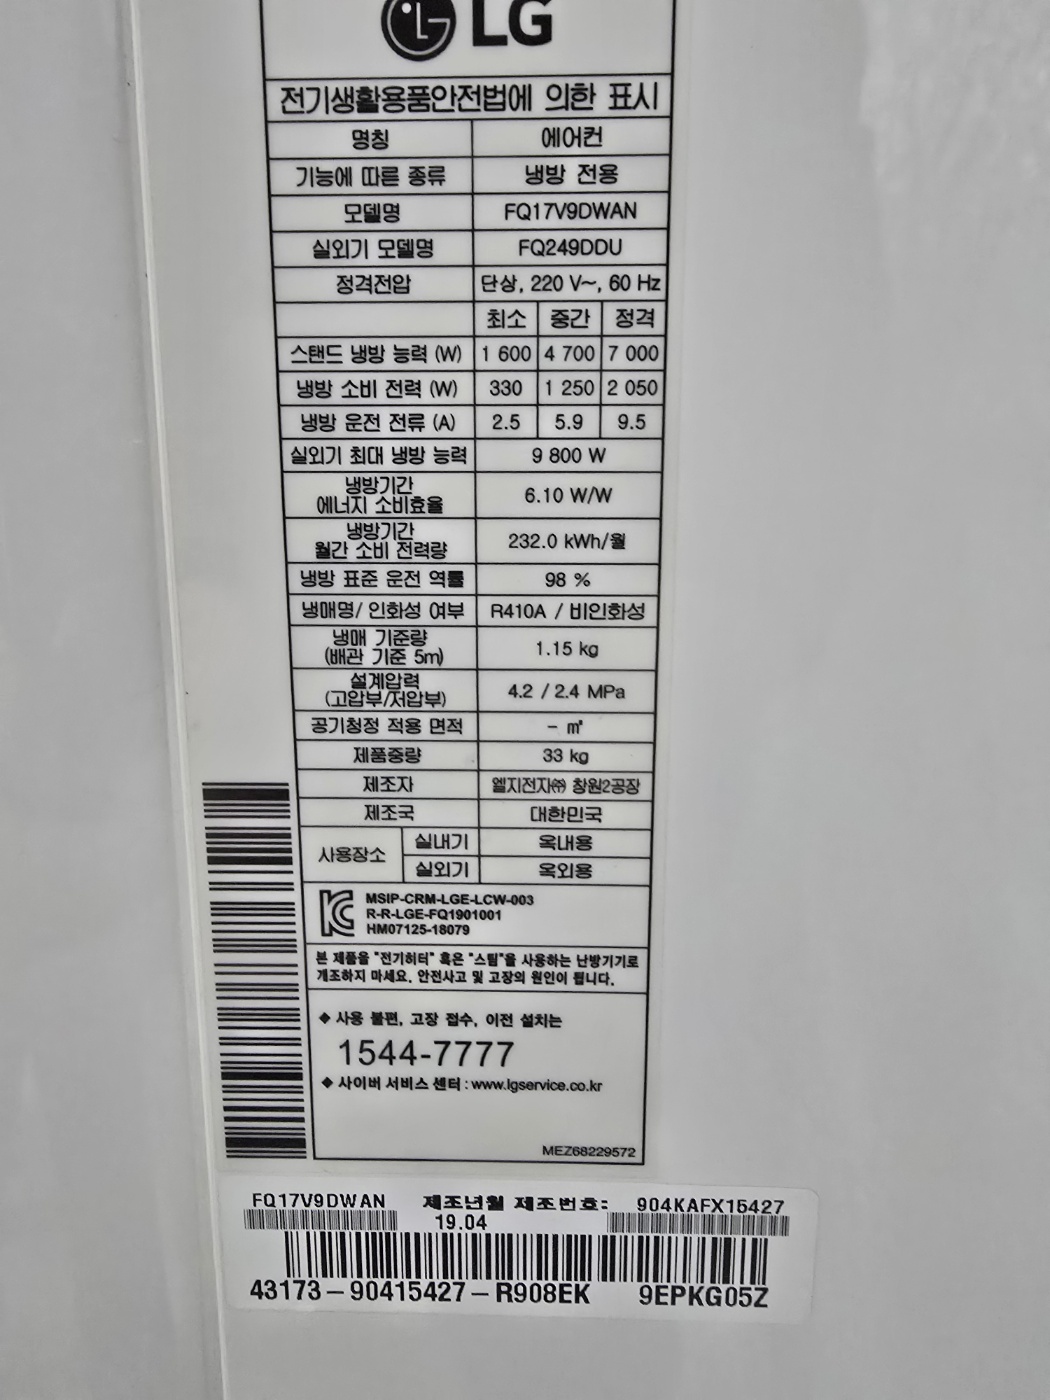 LG
전기생활용품안전법에 의한 표시
명칭 에어컨
기능에 따른 종류 냉방 전용
모델명 FQ17V9DWAN
실외기 모델명 FQ249DDU
정격전압 단상, 220 V~, 60 Hz
최소 중간 정격
스탠드 냉방 능력 (W) 1 600 4 700 7 000
냉방 소비 전력 (W) 330 1 250 2 050
냉방 운전 전류 (A) 2.5 5.9 9.5
실외기 최대 냉방 능력 9 800 W
냉방기간
에너지 소비효율 6.10 W/W
냉방기간
월간 소비 전력량 232.0 kWh/월
냉방 표준 운전 역률 98 %
냉매명/ 인화성 여부 R410A / 비인화성
냉매 기준량
(배관 기준 5m) 1.15 kg
설계압력
(고압부/저압부) 4.2 / 2.4 MPa
공기청정 적용 면적 – ㎡
제품중량 33 kg
제조자 엘지전자㈜ 창원2공장
제조국 대한민국
사용장소 실내기 옥내용
실외기 옥외용
MSIP-CRM-LGE-LCW-003
R-R-LGE-FQ1901001
HM07125-18079
본 제품을 "전기히터" 혹은 "스팀"을 사용하는 난방기기로
개조하지 마세요. 안전사고 및 고장의 원인이 됩니다.
◆ 사용 불편, 고장 접수, 이전 설치는
1544-7777
◆ 사이버 서비스 센터 : www.lgservice.co.kr
MEZ68229572
FQ17V9DWAN 제조년월 제조번호: 904KAFX15427
19.04
43173-90415427-R908EK 9EPKG05Z